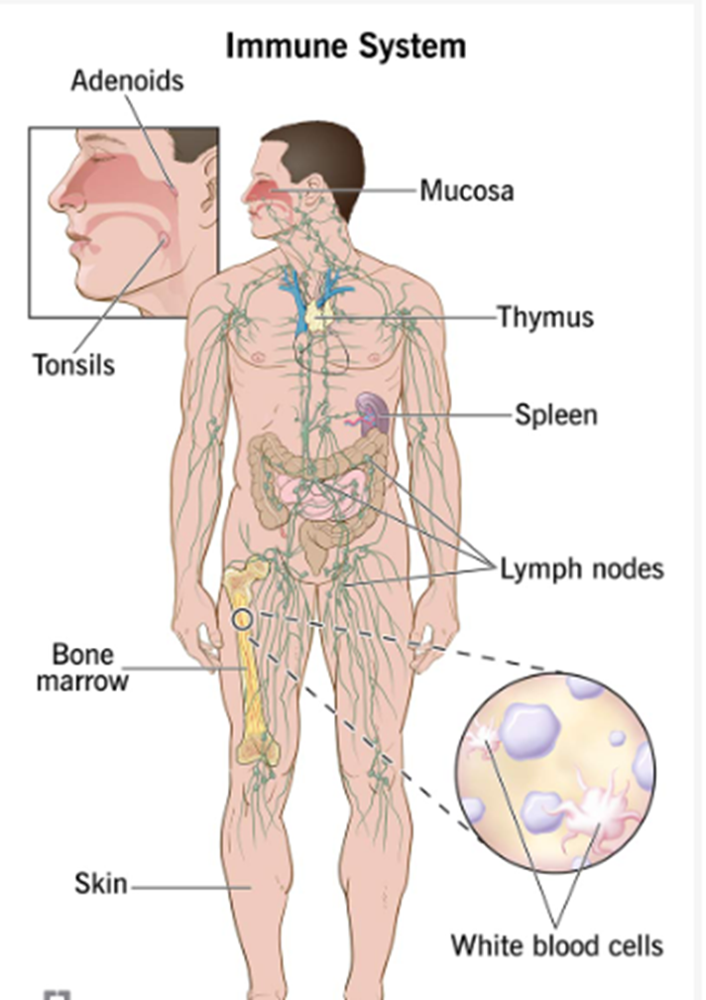 Immune System
Adenoids
Mucosa
Thymus
Tonsils
Spleen
Lymph nodes
Bone
marrow
Skin
White blood cells